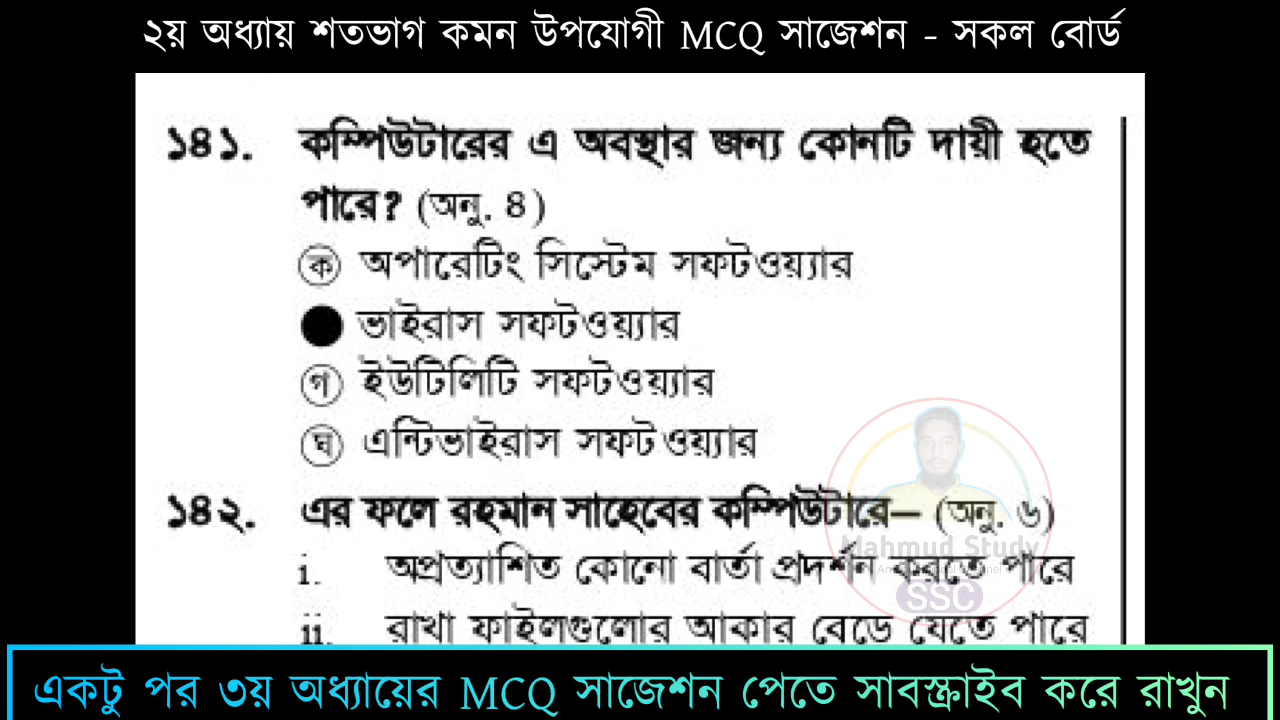 ২য় অধ্যায় শতভাগ কমন উপযোগী MCQ সাজেশন - সকল বোর্ড
১৪১. কম্পিউটারের এ অবস্থার জন্য কোনটি দায়ী হতে
পারে? (অনু. ৪)
ক অপারেটিং সিস্টেম সফটওয়্যার
ভাইরাস সফটওয়্যার
গ ইউটিলিটি সফটওয়্যার
ঘ এন্টিভাইরাস সফটওয়্যার
১৪২. এর ফলে রহমান সাহেবের কম্পিউটারে— (অনু. ৬)
i. অপ্রত্যাশিত কোনো বার্তা প্রদর্শন করতে পারে
ii. রাখা ফাইলগুলোর আকার বেড়ে যেতে পারে
Mahmud Study
SSC
একটু পর ৩য় অধ্যায়ের MCQ সাজেশন পেতে সাবস্ক্রাইব করে রাখুন